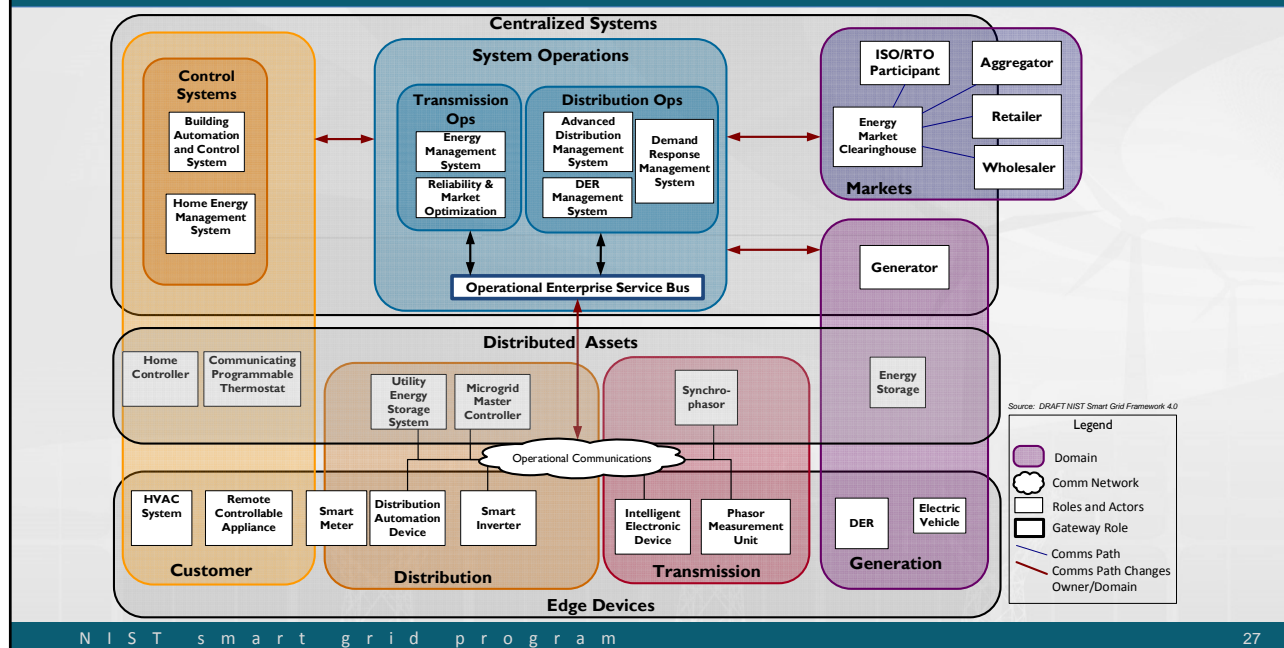 Centralized Systems
System Operations
Control
Systems
Building
Automation
and Control
System
Home Energy
Management
System
Transmission
Ops
Energy
Management
System
Reliability &
Market
Optimization
Distribution Ops
Advanced
Distribution
Management
System
DER
Management
System
Demand
Response
Management
System
Operational Enterprise Service Bus
ISO/RTO
Participant
Aggregator
Energy
Market
Clearinghouse
Retailer
Wholesaler
Markets
Generator
Distributed Assets
Home
Controller
Communicating
Programmable
Thermostat
Utility
Energy
Storage
System
Microgrid
Master
Controller
Synchro-
phasor
Energy
Storage
Operational Communications
HVAC
System
Remote
Controllable
Appliance
Smart
Meter
Distribution
Automation
Device
Smart
Inverter
Intelligent
Electronic
Device
Phasor
Measurement
Unit
DER
Electric
Vehicle
Customer
Distribution
Transmission
Generation
Edge Devices
Source: DRAFT NIST Smart Grid Framework 4.0
Legend
Domain
Comm Network
Roles and Actors
Gateway Role
Comms Path
Comms Path Changes
Owner/Domain
NIST smart grid program
27